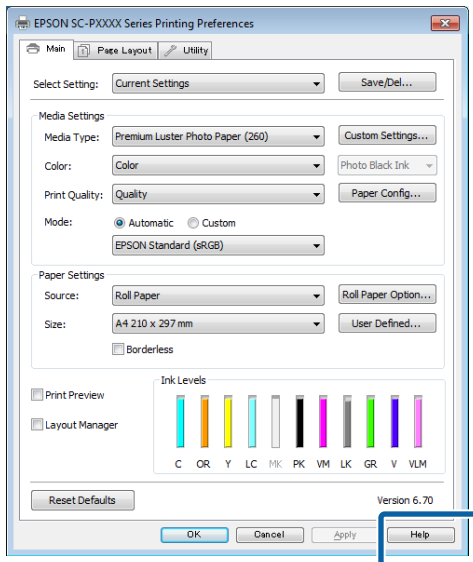 EPSON SC-PXXXX Series Printing Preferences
Main Page Layout Utility
Select Setting: Current Settings Save/Del...
Media Settings
Media Type: Premium Luster Photo Paper (260) Custom Settings...
Color: Color Photo Black Ink
Print Quality: Quality Paper Config...
Mode: Automatic Custom
EPSON Standard (sRGB)
Paper Settings
Source: Roll Paper Roll Paper Option...
Size: A4 210 x 297 mm User Defined...
Borderless
Ink Levels
Print Preview
Layout Manager
C OR Y LC MK PK VM LK GR V VLM
Reset Defaults Version 6.70
OK Cancel Apply Help